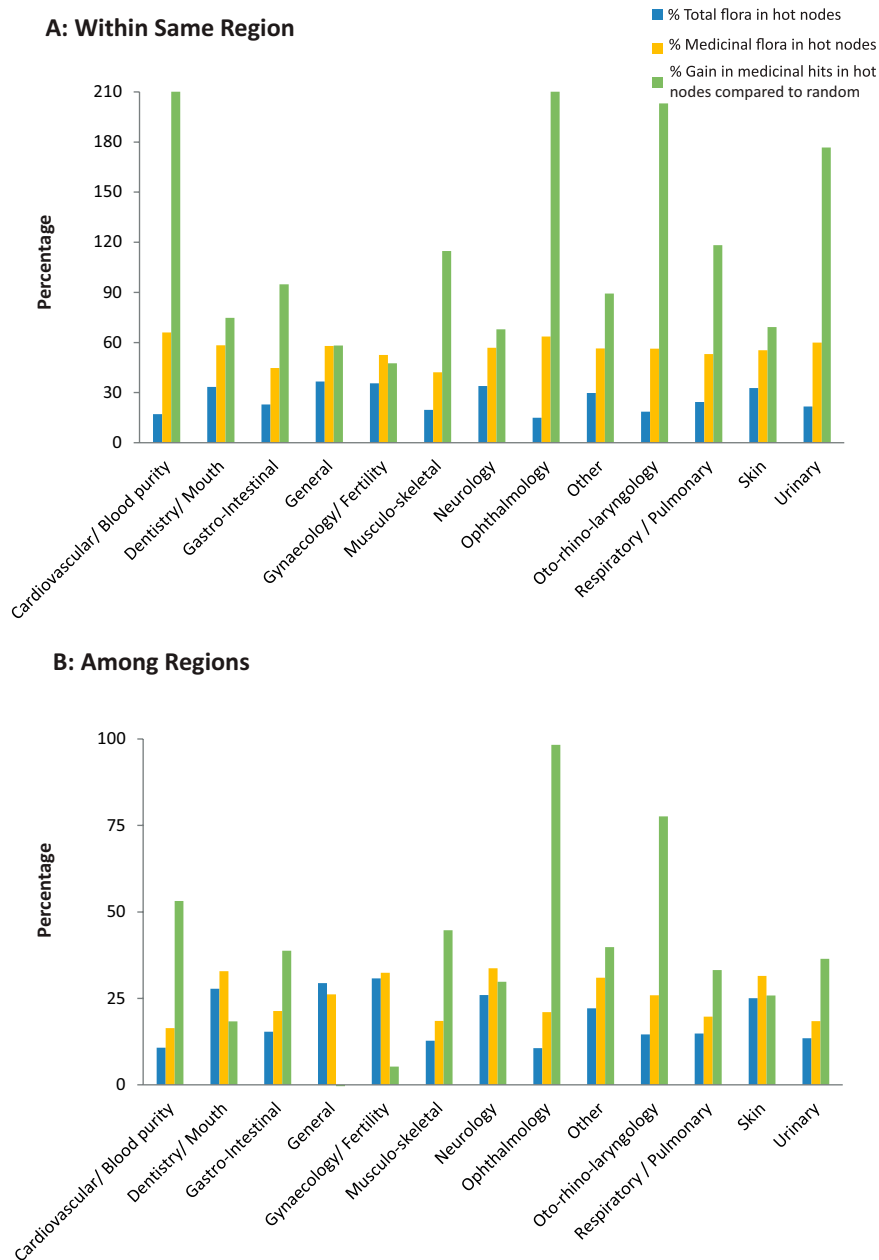 A: Within Same Region
% Total flora in hot nodes
% Medicinal flora in hot nodes
% Gain in medicinal hits in hot
nodes compared to random
210
180
150
120
90
60
30
0
Percentage
Cardiovascular/ Blood purity
Dentistry/ Mouth
Gastro-Intestinal
General
Gynaecology/ Fertility
Musculo-skeletal
Neurology
Ophthalmology
Other
Oto-rhino-laryngology
Respiratory / Pulmonary
Skin
Urinary
B: Among Regions
100
75
50
25
0
Percentage
Cardiovascular/ Blood purity
Dentistry/ Mouth
Gastro-Intestinal
General
Gynaecology/ Fertility
Musculo-skeletal
Neurology
Ophthalmology
Other
Oto-rhino-laryngology
Respiratory / Pulmonary
Skin
Urinary